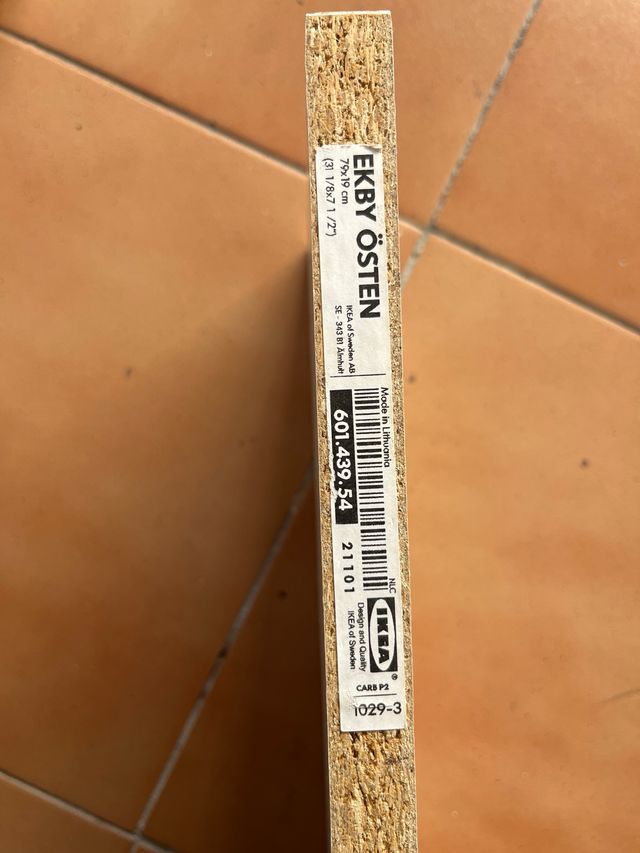 EKBY ÖSTEN
79x19 cm
(31 1/8x7 1/2")
IKEA of Sweden AB
SE - 343 81 Älmhult
Made in Lithuania
601.439.54
21101
NLC
IKEA®
Design and Quality
IKEA of Sweden
CARB P2
1029-3